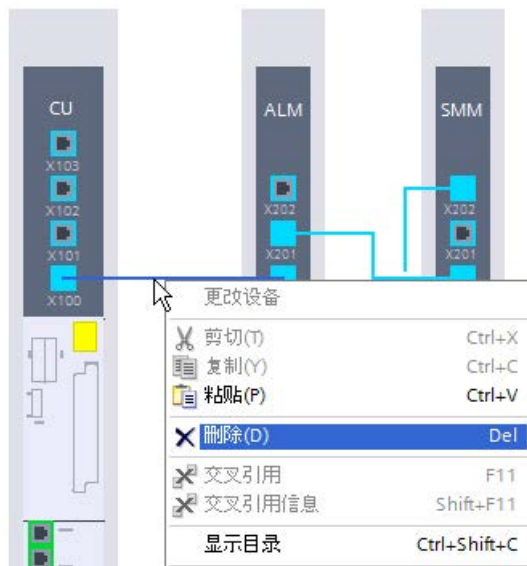 CU
ALM
SMM
X103
X102
X202
X202
X101
X201
X201
X100
更改设备
剪切(T) Ctrl+X
复制(Y) Ctrl+C
粘贴(P) Ctrl+V
删除(D) Del
交叉引用 F11
交叉引用信息 Shift+F11
显示目录 Ctrl+Shift+C